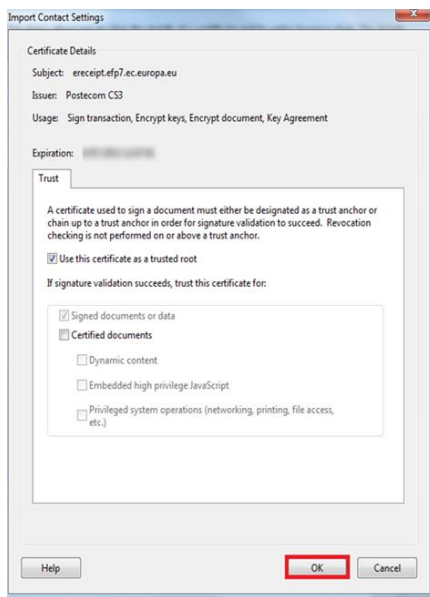 Import Contact Settings
Certificate Details
Subject: ereceipt.efp7.ec.europa.eu
Issuer: Postecom CS3
Usage: Sign transaction, Encrypt keys, Encrypt document, Key Agreement
Expiration:
Trust
A certificate used to sign a document must either be designated as a trust anchor or
chain up to a trust anchor in order for signature validation to succeed. Revocation
checking is not performed on or above a trust anchor.
Use this certificate as a trusted root
If signature validation succeeds, trust this certificate for:
Signed documents or data
Certified documents
Dynamic content
Embedded high privilege JavaScript
Privileged system operations (networking, printing, file access,
etc.)
Help OK Cancel